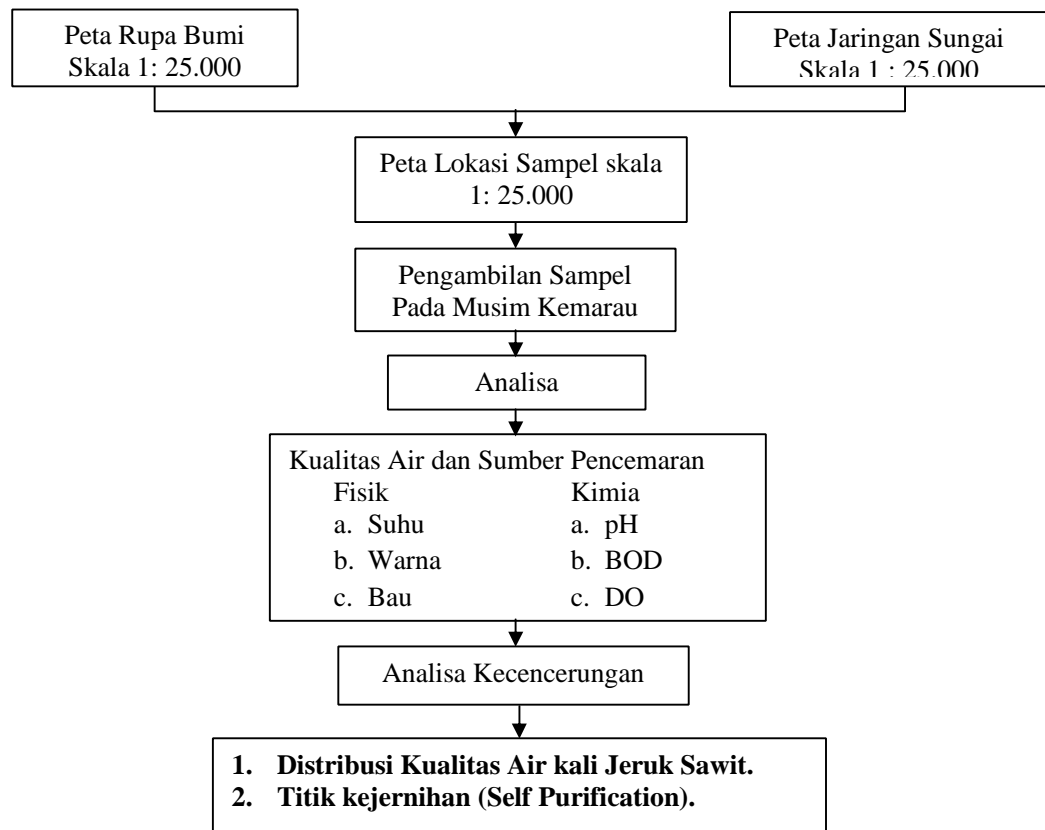 Peta Rupa Bumi
Skala 1: 25.000
Peta Jaringan Sungai
Skala 1 : 25.000
Peta Lokasi Sampel skala
1: 25.000
Pengambilan Sampel
Pada Musim Kemarau
Analisa
Kualitas Air dan Sumber Pencemaran
Fisik Kimia
a. Suhu a. pH
b. Warna b. BOD
c. Bau c. DO
Analisa Kecencerungan
1. Distribusi Kualitas Air kali Jeruk Sawit.
2. Titik kejernihan (Self Purification).